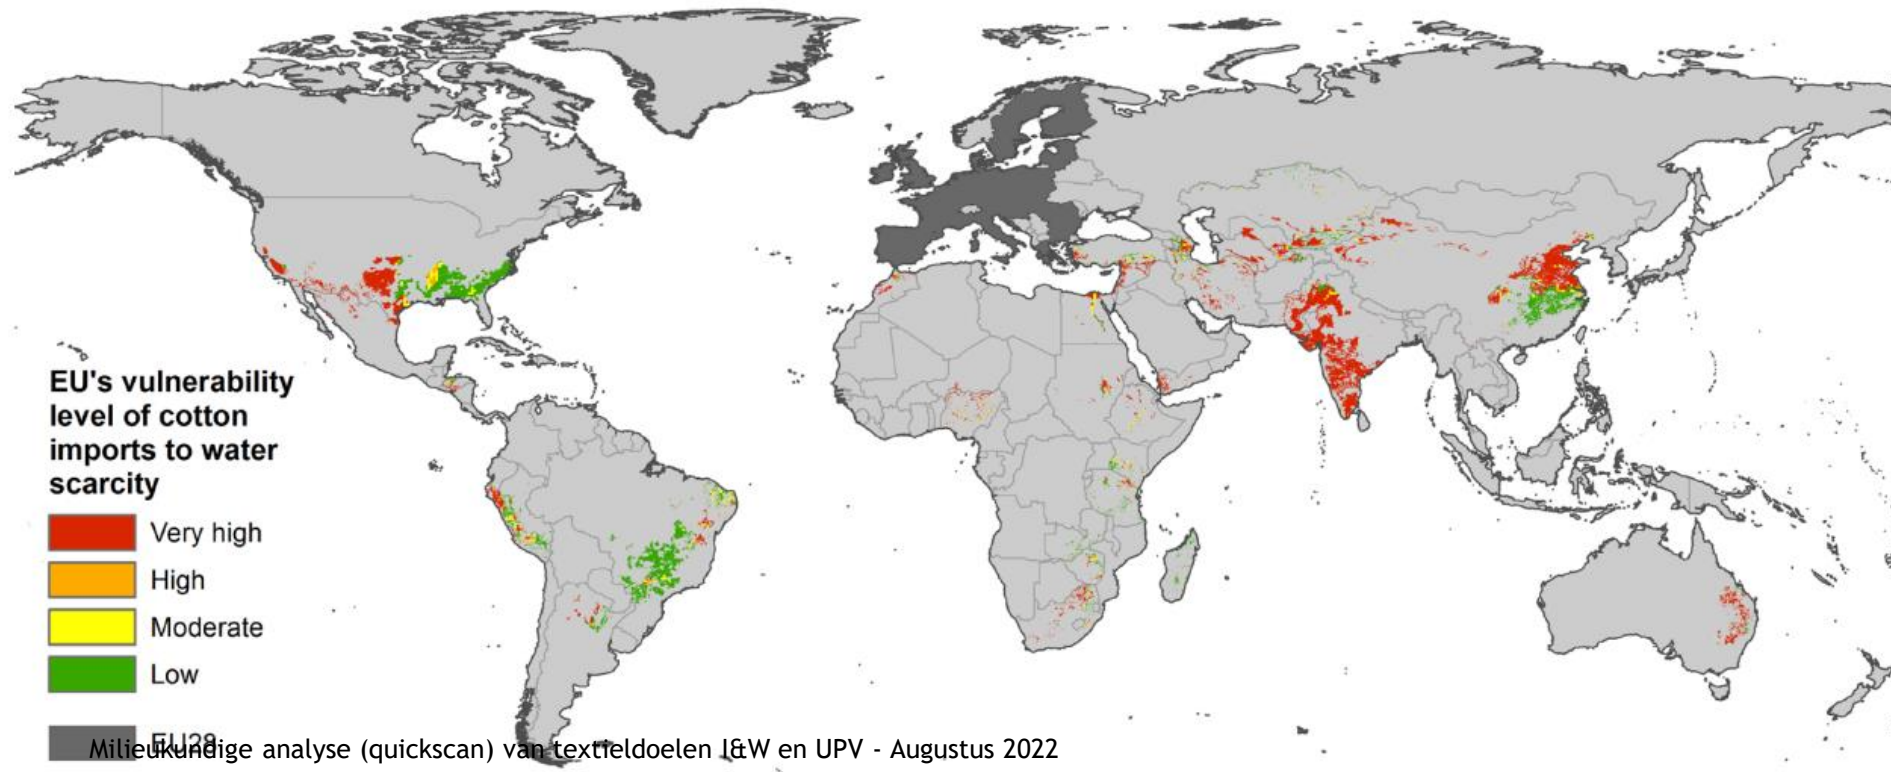 EU's vulnerability
level of cotton
imports to water
scarcity
Very high
High
Moderate
Low
EU28
Milieukundige analyse (quickscan) van textieldoelen I&W en UPV - Augustus 2022